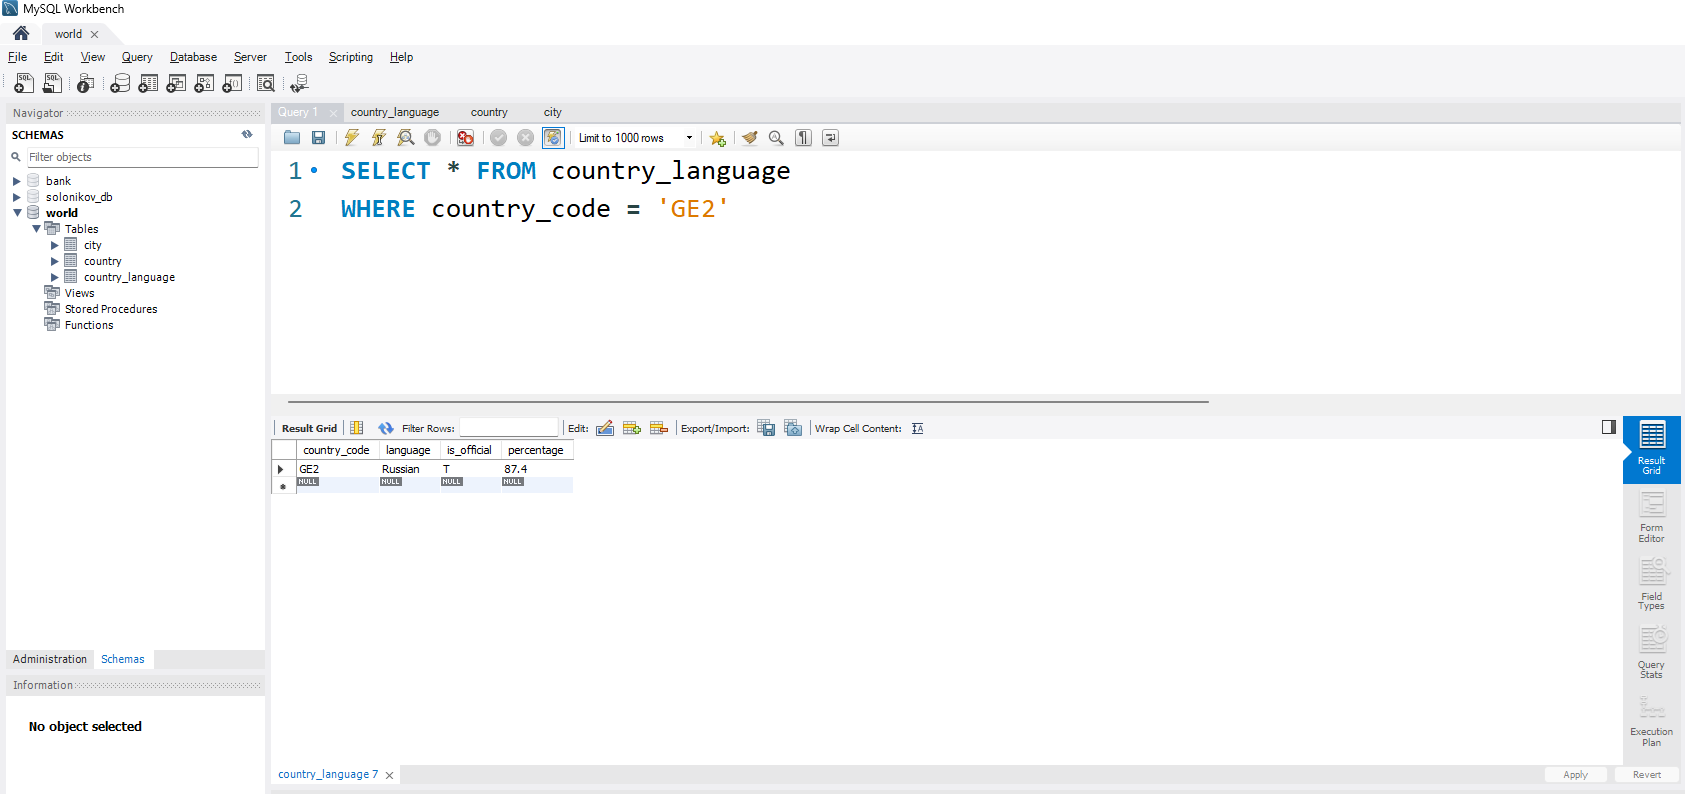 MySQL Workbench
world
File Edit View Query Database Server Tools Scripting Help
Navigator
SCHEMAS
Filter objects
bank
solonikov_db
world
Tables
city
country
country_language
Views
Stored Procedures
Functions
Administration Schemas
Information
No object selected
Query 1 country_language country city
Limit to 1000 rows
1 SELECT * FROM country_language
2 WHERE country_code = 'GE2'
Result Grid Filter Rows: Edit: Export/Import: Wrap Cell Content:
country_code language is_official percentage
GE2 Russian T 87.4
NULL NULL NULL NULL
Result
Grid
Form
Editor
Field
Types
Query
Stats
Execution
Plan
country_language 7
Apply Revert